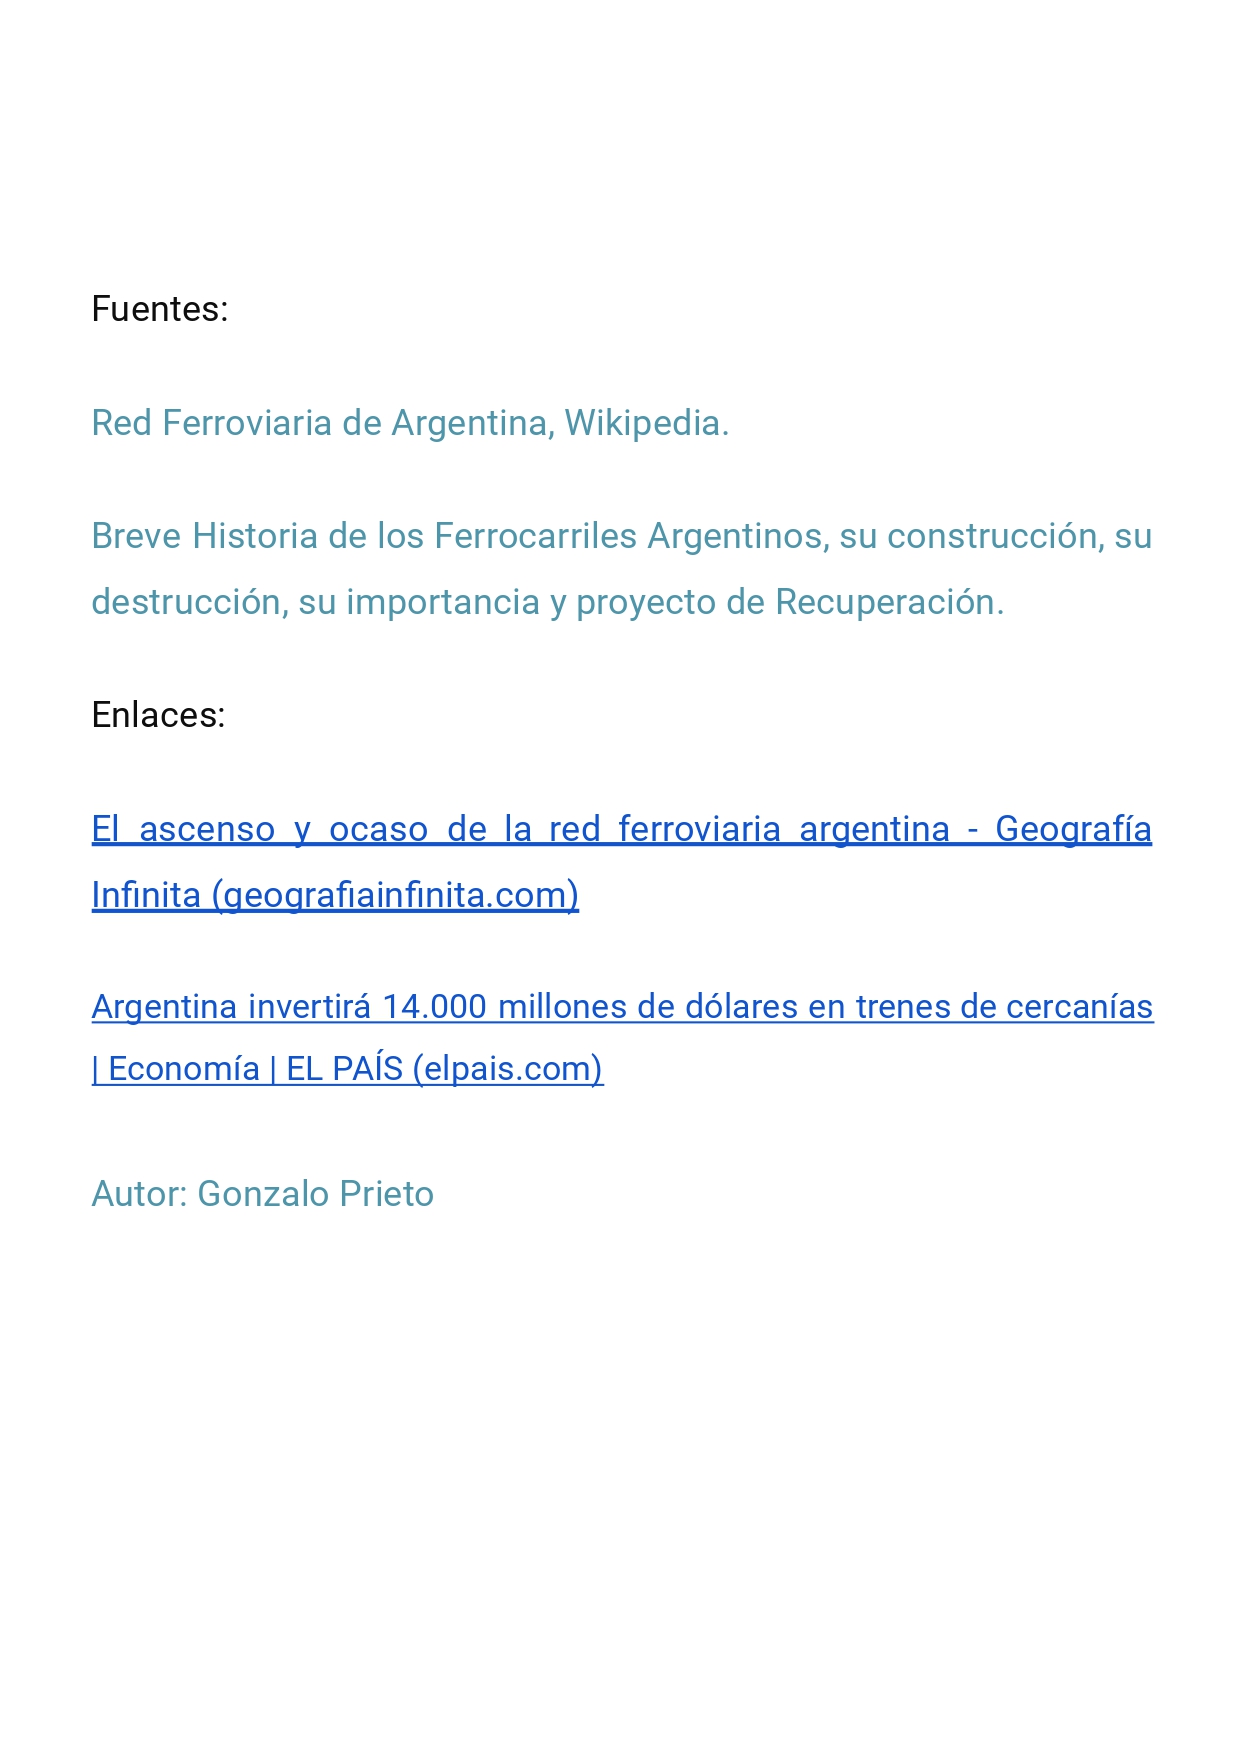 Fuentes:
Red Ferroviaria de Argentina, Wikipedia.
Breve Historia de los Ferrocarriles Argentinos, su construcción, su
destrucción, su importancia y proyecto de Recuperación.
Enlaces:
El ascenso y ocaso de la red ferroviaria argentina - Geografía
Infinita (geografiainfinita.com)
Argentina invertirá 14.000 millones de dólares en trenes de cercanías
| Economía | EL PAÍS (elpais.com)
Autor: Gonzalo Prieto